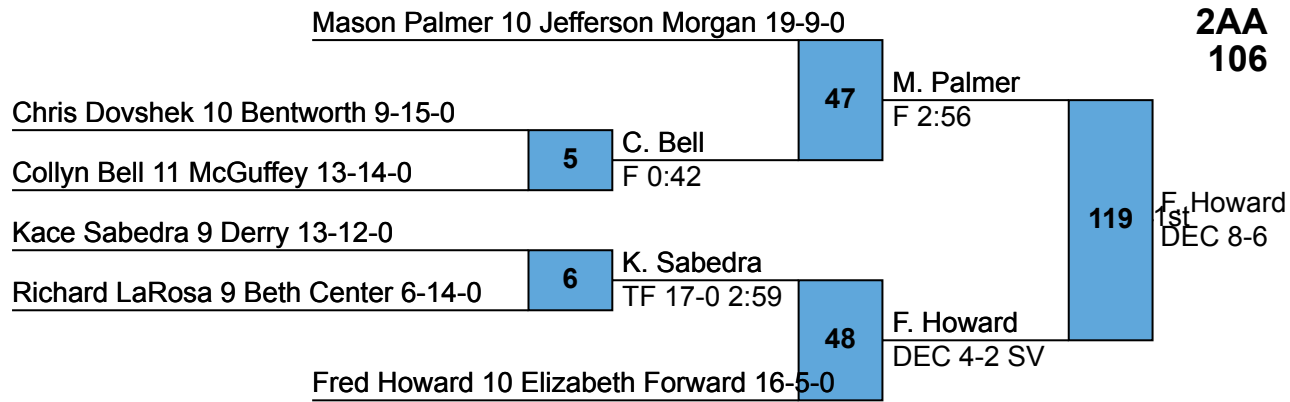 Mason Palmer 10 Jefferson Morgan 19-9-0
2AA
106
47
M. Palmer
F 2:56
Chris Dovshek 10 Bentworth 9-15-0
5
C. Bell
F 0:42
Collyn Bell 11 McGuffey 13-14-0
119
1st
F. Howard
DEC 8-6
Kace Sabedra 9 Derry 13-12-0
6
K. Sabedra
TF 17-0 2:59
Richard LaRosa 9 Beth Center 6-14-0
48
F. Howard
DEC 4-2 SV
Fred Howard 10 Elizabeth Forward 16-5-0